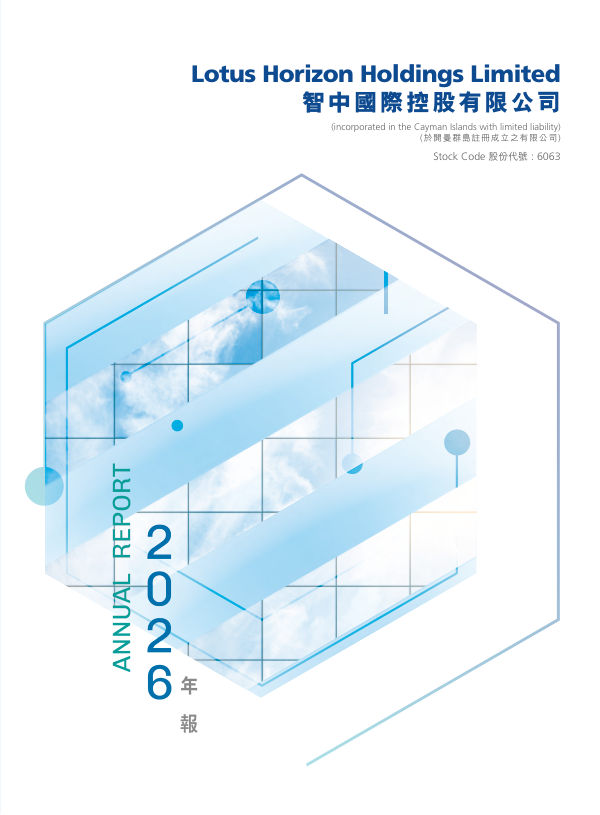 Lotus Horizon Holdings Limited
智中國際控股有限公司
(incorporated in the Cayman Islands with limited liability)
(於開曼群島註冊成立之有限公司)
Stock Code 股份代號 : 6063
ANNUAL REPORT
2026
年報